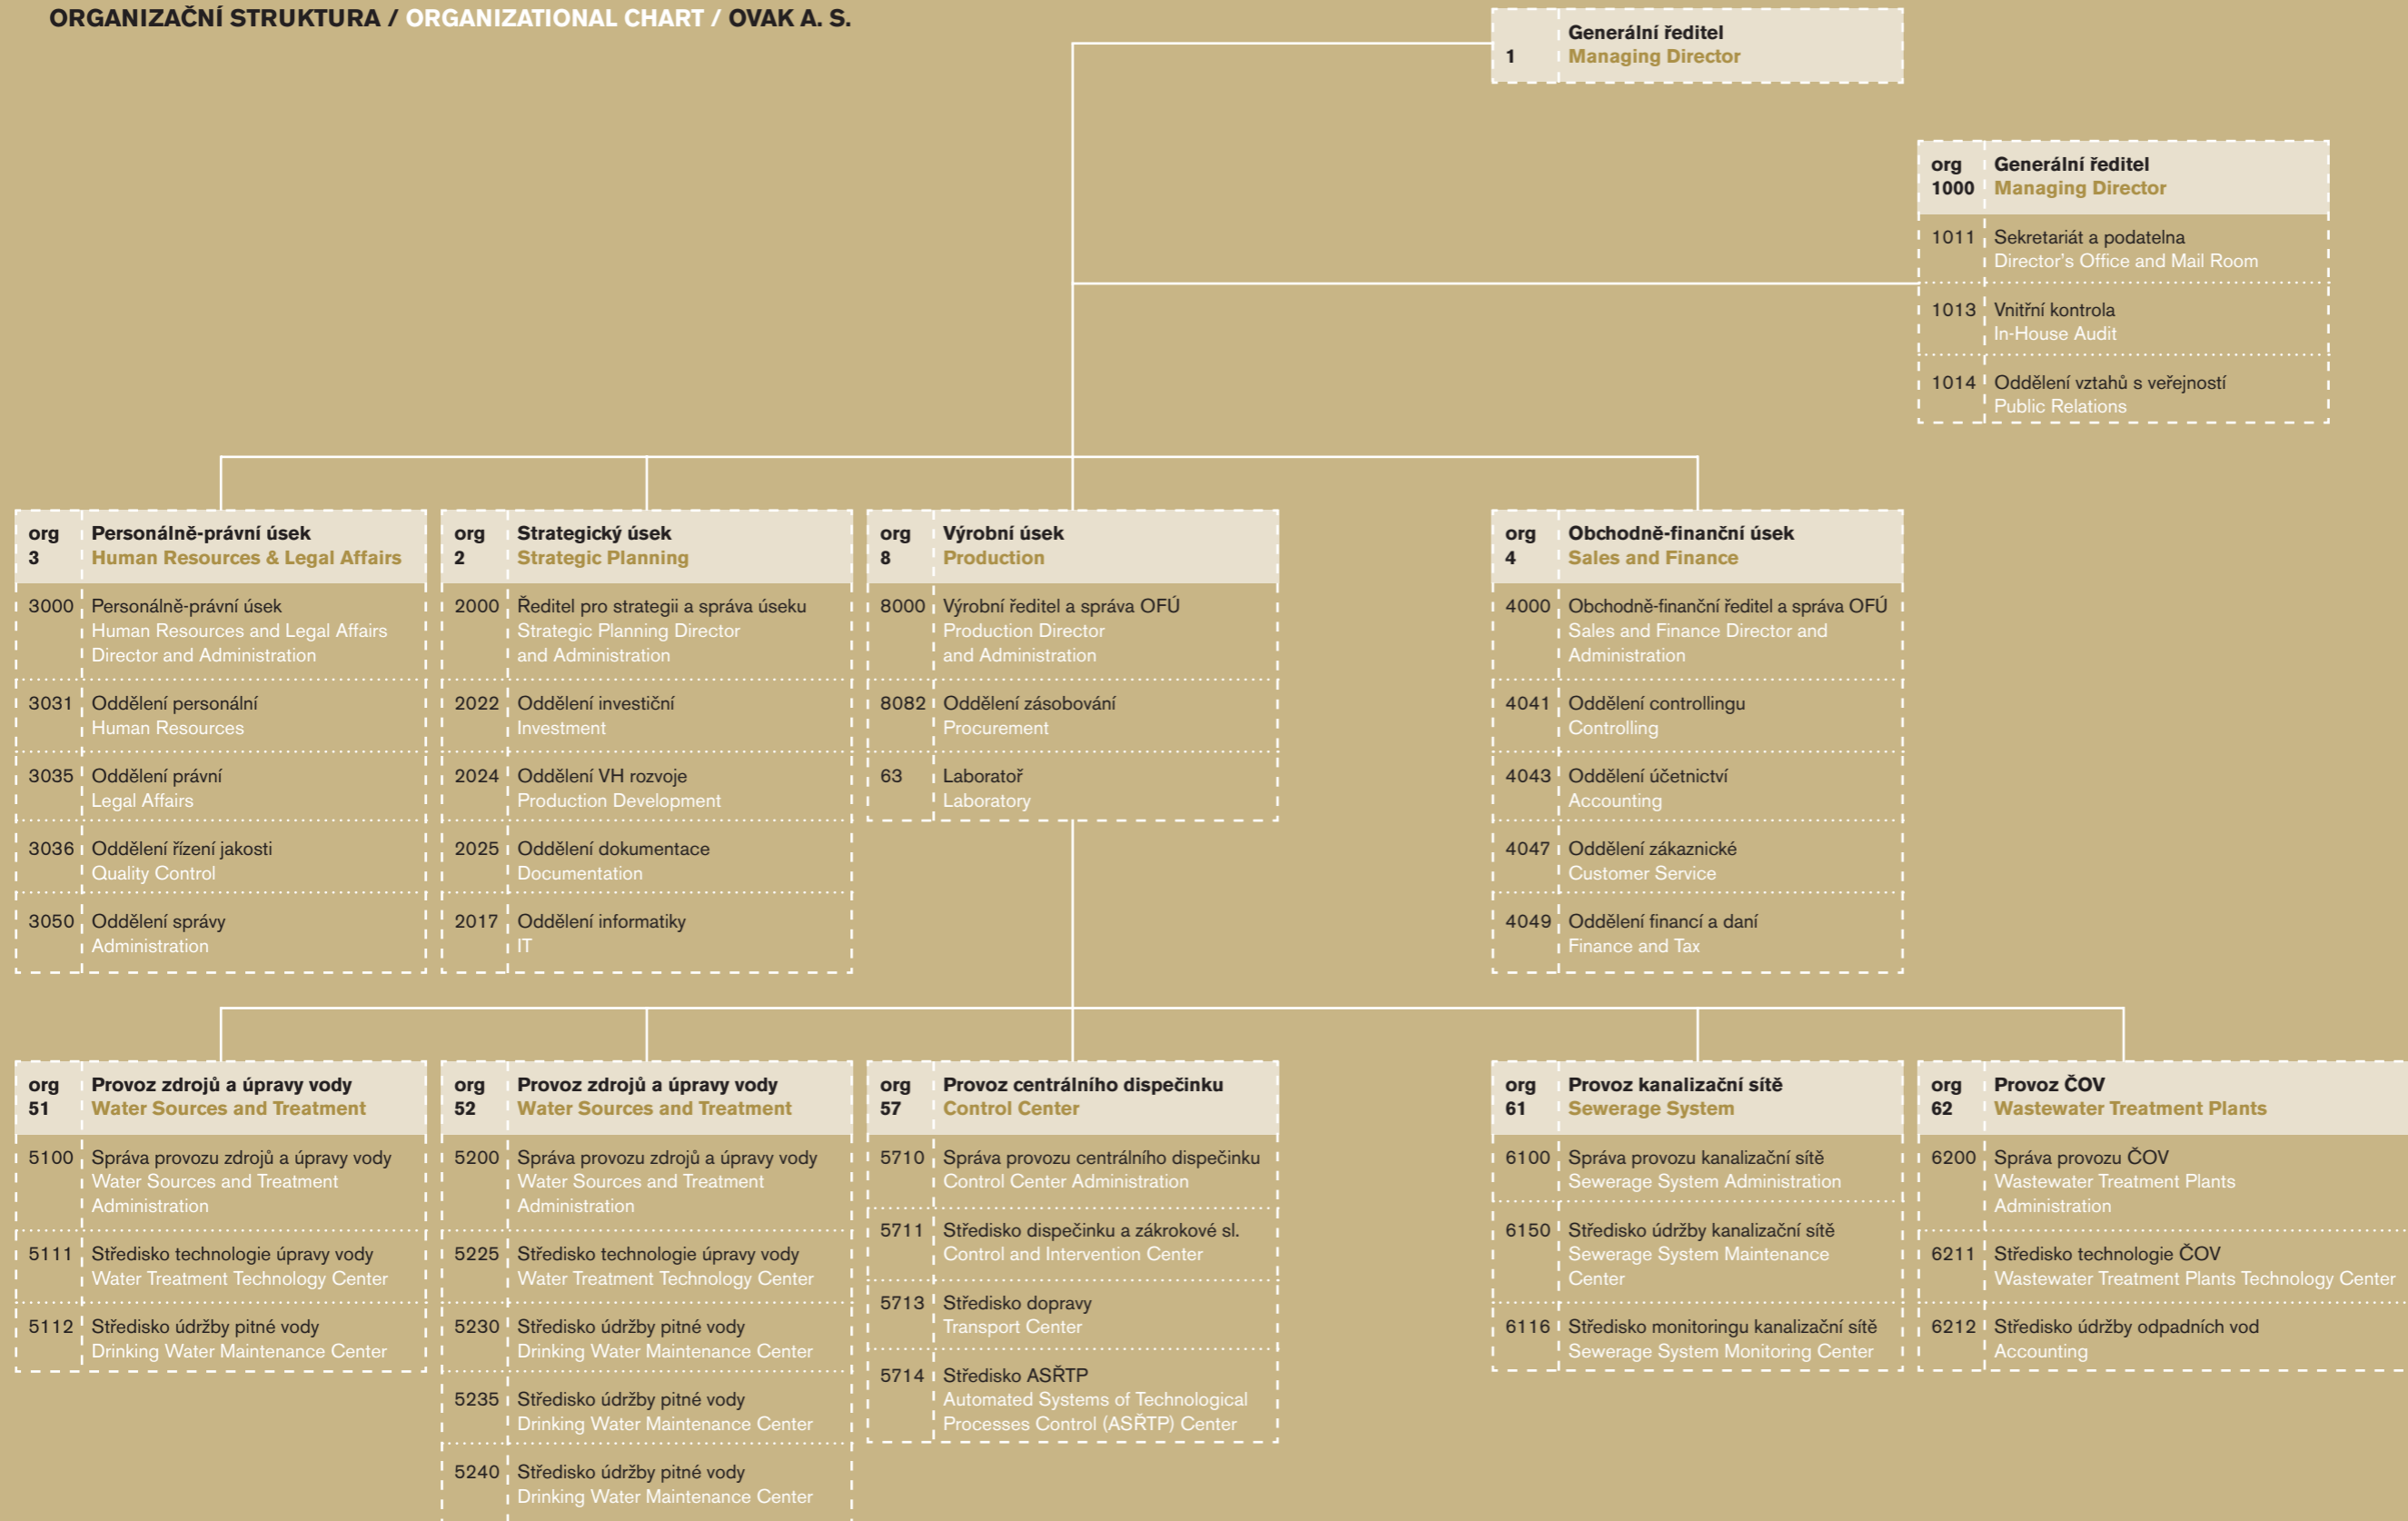 ORGANIZAČNÍ STRUKTURA / ORGANIZATIONAL CHART / OVAK A. S.
Generální ředitel
1 Managing Director
org Generální ředitel
1000 Managing Director
1011 Sekretariát a podatelna
Director's Office and Mail Room
1013 Vnitřní kontrola
In-House Audit
1014 Oddělení vztahů s veřejností
Public Relations
org Personálně-právní úsek
3 Human Resources & Legal Affairs
3000 Personálně-právní úsek
Human Resources and Legal Affairs
Director and Administration
3031 Oddělení personální
Human Resources
3035 Oddělení právní
Legal Affairs
3036 Oddělení řízení jakosti
Quality Control
3050 Oddělení správy
Administration
org Strategický úsek
2 Strategic Planning
2000 Ředitel pro strategii a správa úseku
Strategic Planning Director
and Administration
2022 Oddělení investiční
Investment
2024 Oddělení VH rozvoje
Production Development
2025 Oddělení dokumentace
Documentation
2017 Oddělení informatiky
IT
org Výrobní úsek
8 Production
8000 Výrobní ředitel a správa OFÚ
Production Director
and Administration
8082 Oddělení zásobování
Procurement
63 Laboratoř
Laboratory
org Obchodně-finanční úsek
4 Sales and Finance
4000 Obchodně-finanční ředitel a správa OFÚ
Sales and Finance Director and
Administration
4041 Oddělení controllingu
Controlling
4043 Oddělení účetnictví
Accounting
4047 Oddělení zákaznické
Customer Service
4049 Oddělení financí a daní
Finance and Tax
org Provoz zdrojů a úpravy vody
51 Water Sources and Treatment
5100 Správa provozu zdrojů a úpravy vody
Water Sources and Treatment
Administration
5111 Středisko technologie úpravy vody
Water Treatment Technology Center
5112 Středisko údržby pitné vody
Drinking Water Maintenance Center
org Provoz zdrojů a úpravy vody
52 Water Sources and Treatment
5200 Správa provozu zdrojů a úpravy vody
Water Sources and Treatment
Administration
5225 Středisko technologie úpravy vody
Water Treatment Technology Center
5230 Středisko údržby pitné vody
Drinking Water Maintenance Center
5235 Středisko údržby pitné vody
Drinking Water Maintenance Center
5240 Středisko údržby pitné vody
Drinking Water Maintenance Center
org Provoz centrálního dispečinku
57 Control Center
5710 Správa provozu centrálního dispečinku
Control Center Administration
5711 Středisko dispečinku a zákrokové sl.
Control and Intervention Center
5713 Středisko dopravy
Transport Center
5714 Středisko ASŘTP
Automated Systems of Technological
Processes Control (ASŘTP) Center
org Provoz kanalizační sítě
61 Sewerage System
6100 Správa provozu kanalizační sítě
Sewerage System Administration
6150 Středisko údržby kanalizační sítě
Sewerage System Maintenance
Center
6116 Středisko monitoringu kanalizační sítě
Sewerage System Monitoring Center
org Provoz ČOV
62 Wastewater Treatment Plants
6200 Správa provozu ČOV
Wastewater Treatment Plants
Administration
6211 Středisko technologie ČOV
Wastewater Treatment Plants Technology Center
6212 Středisko údržby odpadních vod
Accounting